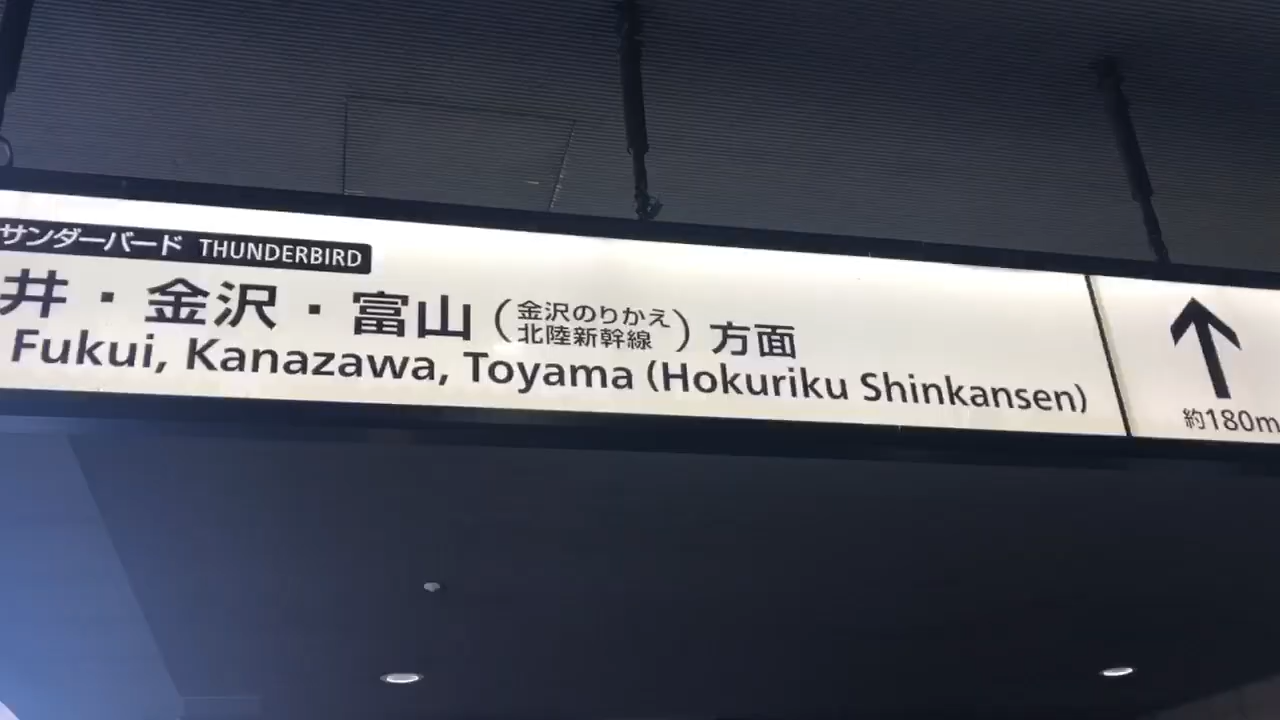 サンダーバード THUNDERBIRD
井・金沢・富山（金沢のりかえ 北陸新幹線）方面
Fukui, Kanazawa, Toyama (Hokuriku Shinkansen)
約180m